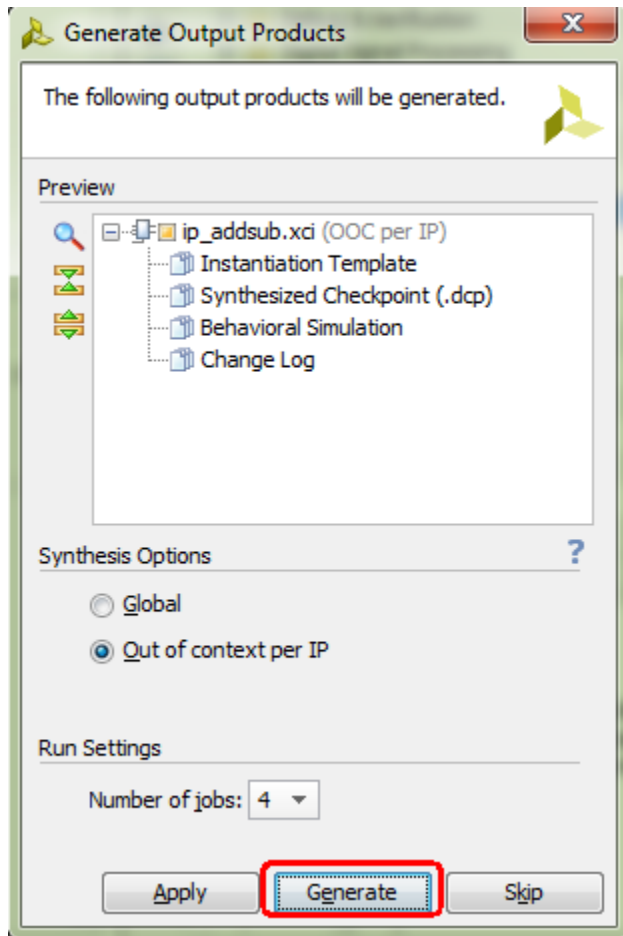 Generate Output Products
The following output products will be generated.
Preview
ip_addsub.xci (OOC per IP)
Instantiation Template
Synthesized Checkpoint (.dcp)
Behavioral Simulation
Change Log
Synthesis Options
?
Global
Out of context per IP
Run Settings
Number of jobs: 4
Apply Generate Skip